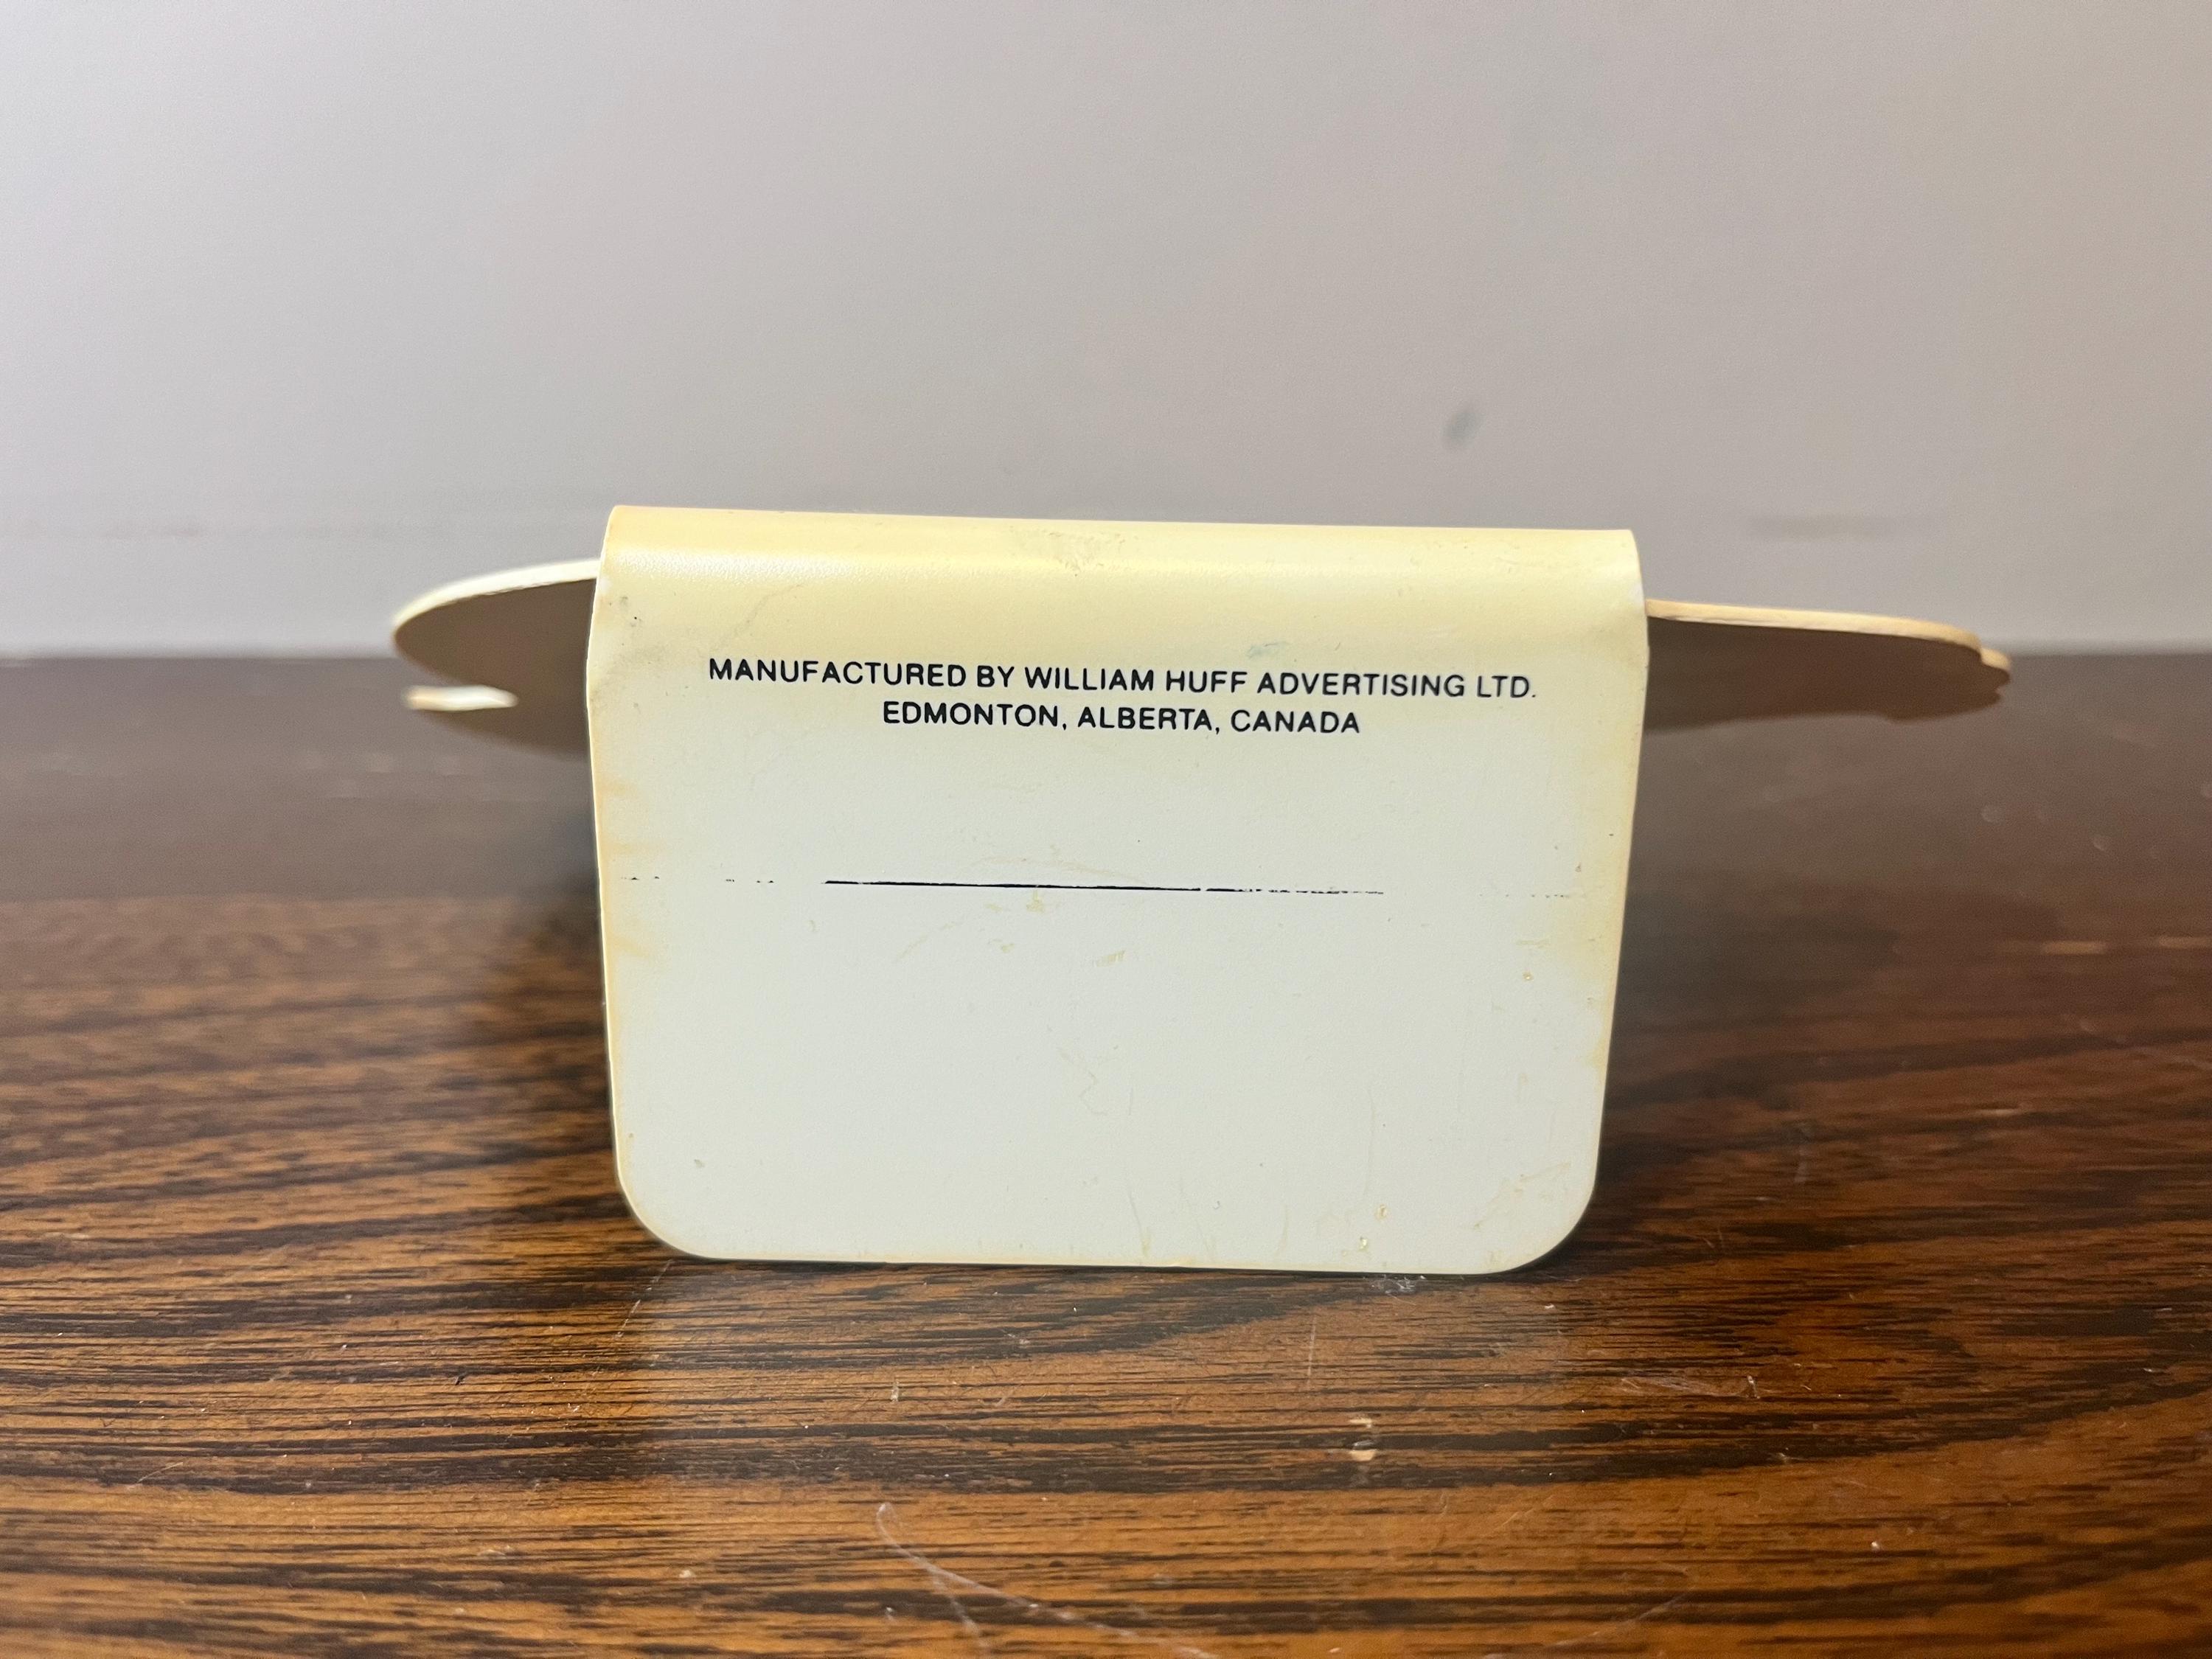 MANUFACTURED BY WILLIAM HUFF ADVERTISING LTD.
EDMONTON, ALBERTA, CANADA